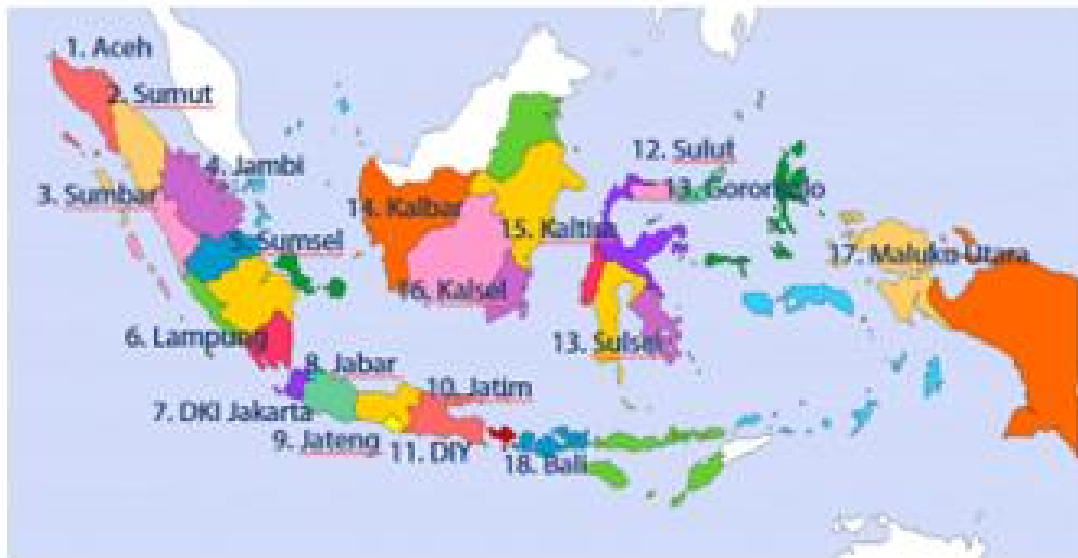 1. Aceh
2. Sumut
3. Sumbar
4. Jambi
5. Sumsel
6. Lampung
7. DKI Jakarta
8. Jabar
9. Jateng
10. Jatim
11. DIY
12. Sulut
13. Gorontalo
14. Kalbar
15. Kaltim
16. Kalsel
13. Sulsel
17. Maluko Utara
18. Bali